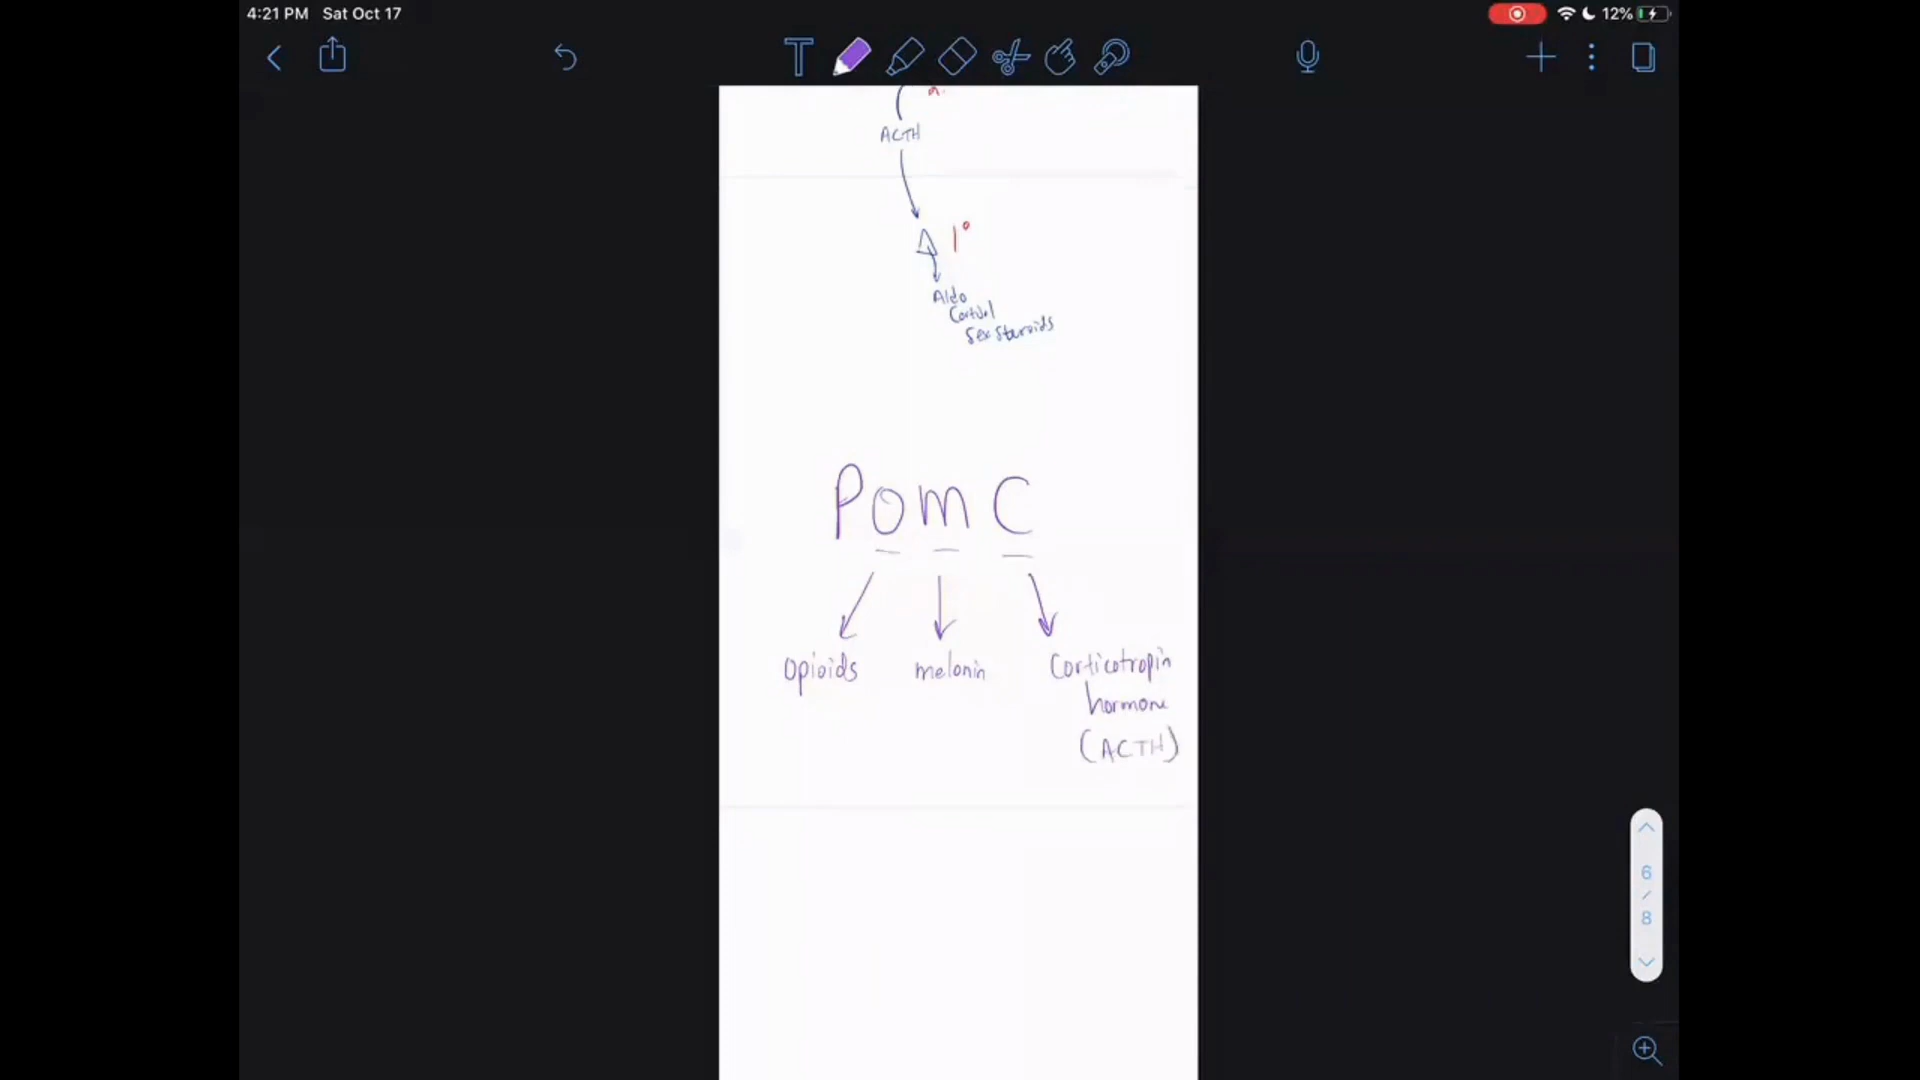 4:21 PM Sat Oct 17
12%
T
ACTH
1°
Aldo
Cortisol
Sex Steroids
POMC
Opioids
melonin
Corticotropin
hormone
(ACTH)
6
/
8